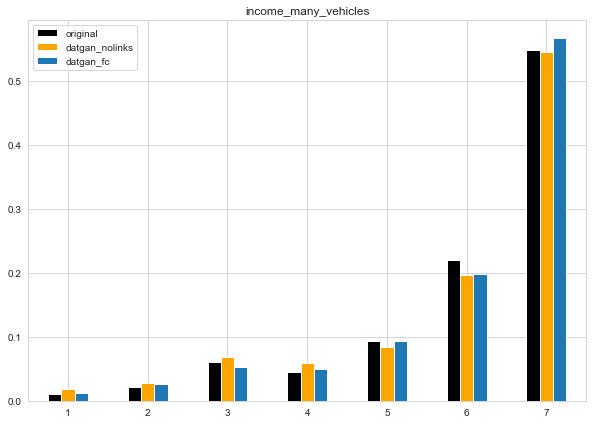 income_many_vehicles
original
datgan_nolinks
datgan_fc
0.5
0.4
0.3
0.2
0.1
0.0
1 2 3 4 5 6 7